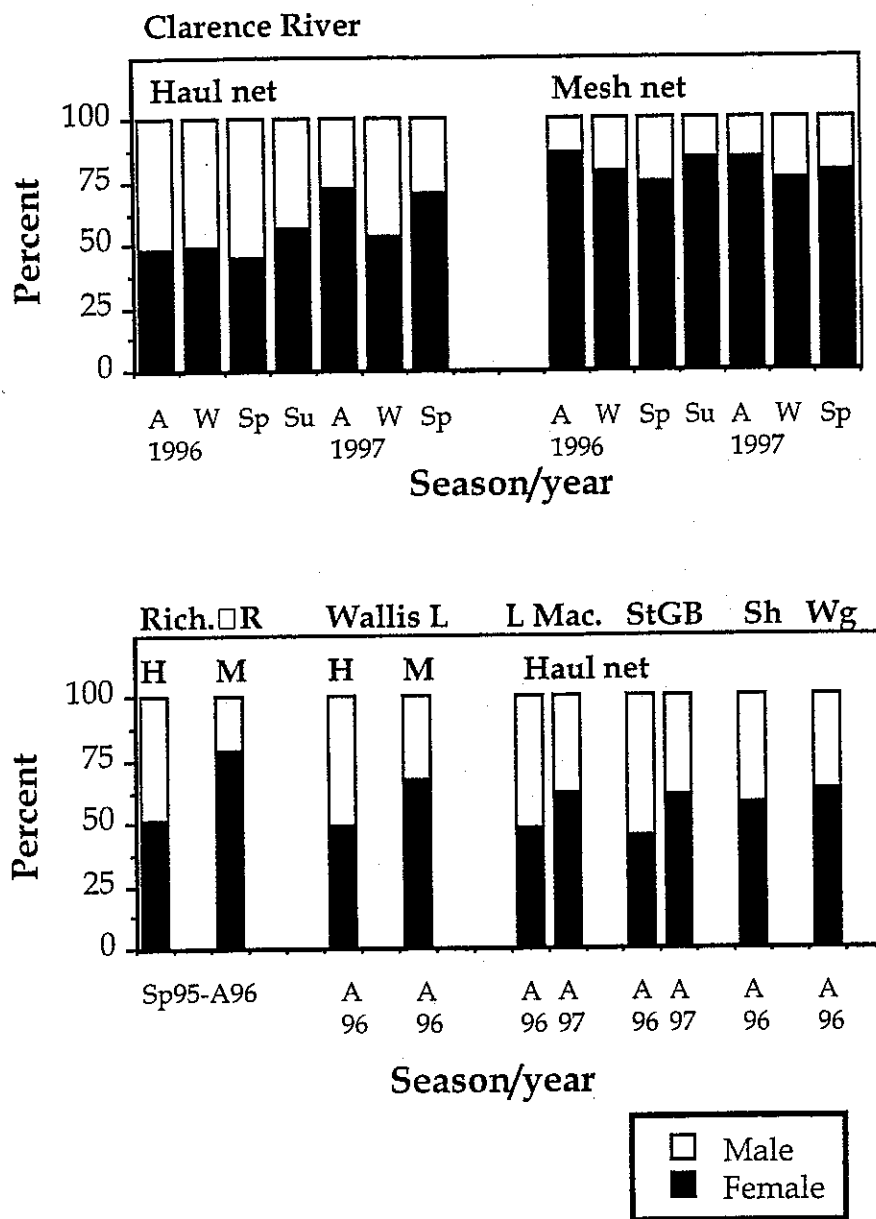 Clarence River
Haul net Mesh net
100
75
50
25
0
Percent
A W Sp Su A W Sp A W Sp Su A W Sp
1996 1997 1996 1997
Season/year
Rich.□R Wallis L L Mac. StGB Sh Wg
H M H M Haul net
100
75
50
25
0
Percent
Sp95-A96 A A A A A A A A
96 96 96 97 96 97 96 96
Season/year
Male
Female